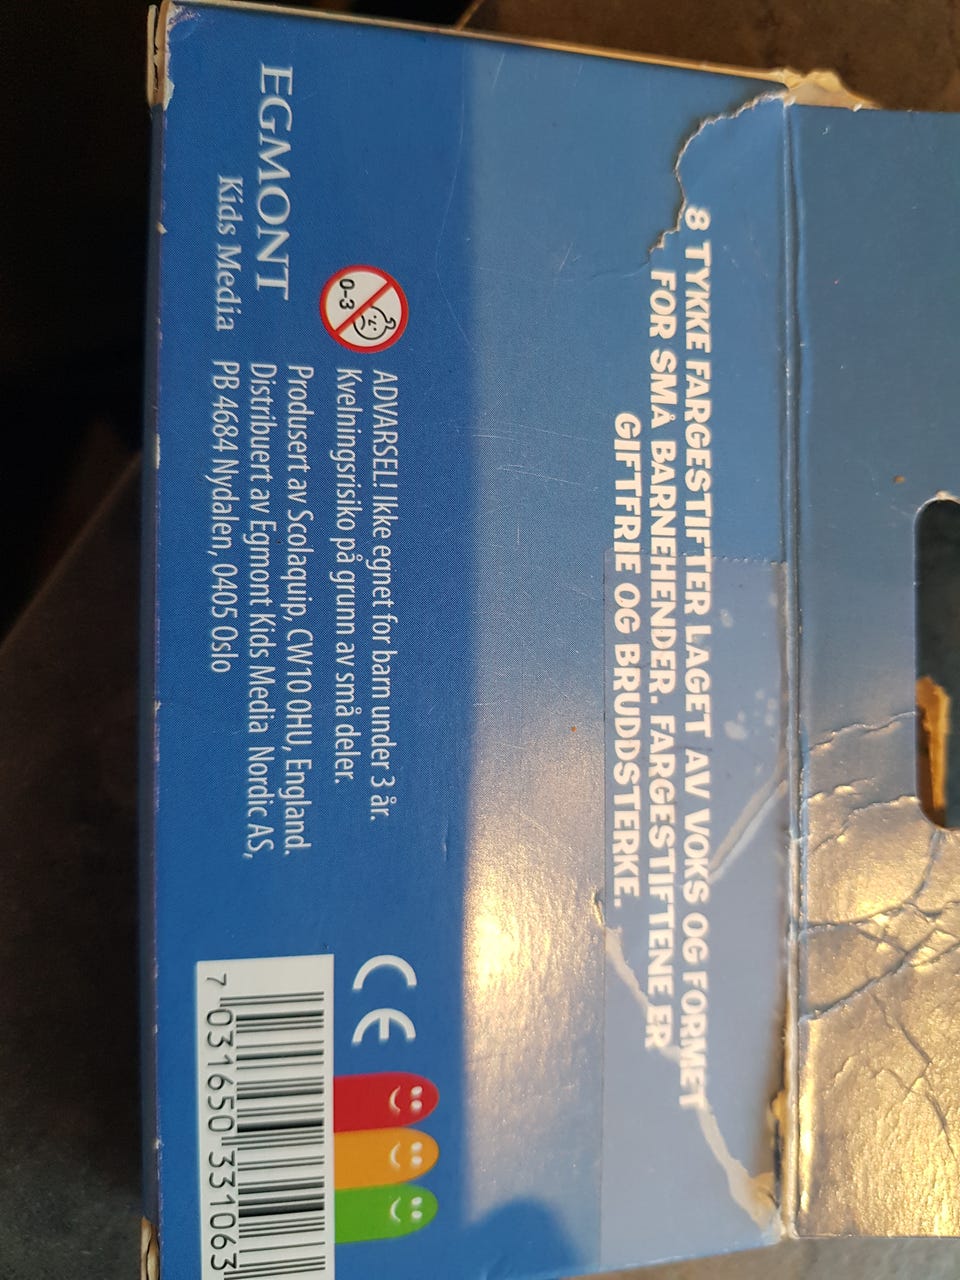 8 TYKKE FARGESTIFTER LAGET AV VOKS OG FORMET
FOR SMÅ BARNEHENDER. FARGESTIFTENE ER
GIFTFRIE OG BRUDDSTERKE.
0-3
ADVARSEL! Ikke egnet for barn under 3 år.
Kvelningsrisiko på grunn av små deler.
EGMONT
Kids Media
Produsert av Scolaquip, CW10 0HU, England.
Distribuert av Egmont Kids Media Nordic AS,
PB 4684 Nydalen, 0405 Oslo
CE
7 031650 331063